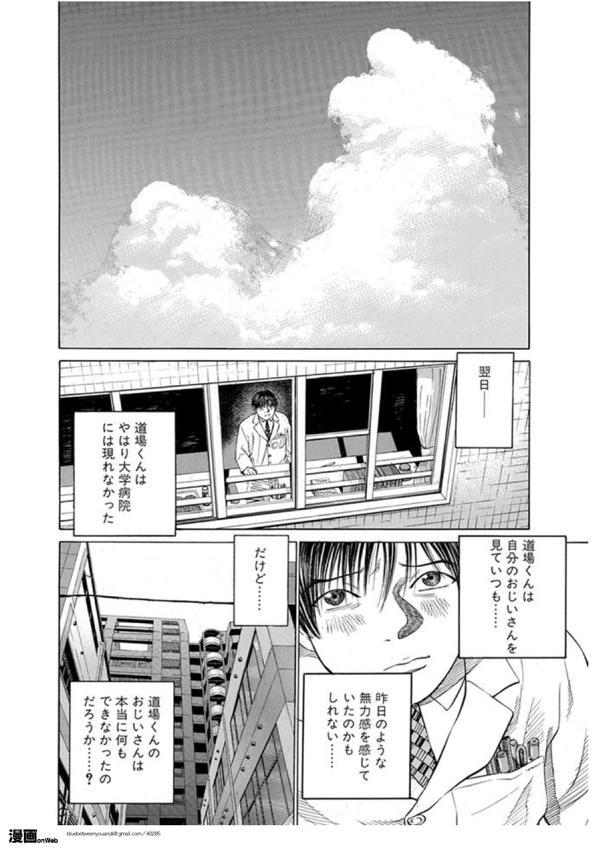 翌日――
道場くんは
やはり大学病院
には現れなかった
道場くんは
自分のおじいさんを
見ていつも……
昨日のような
無力感を感じて
いたのかも
しれない……
だけど……
道場くんの
おじいさんは
本当に何も
できなかったの
だろうか……?
漫画 on Web
bluebetweenyouandi@gmail.com/40285